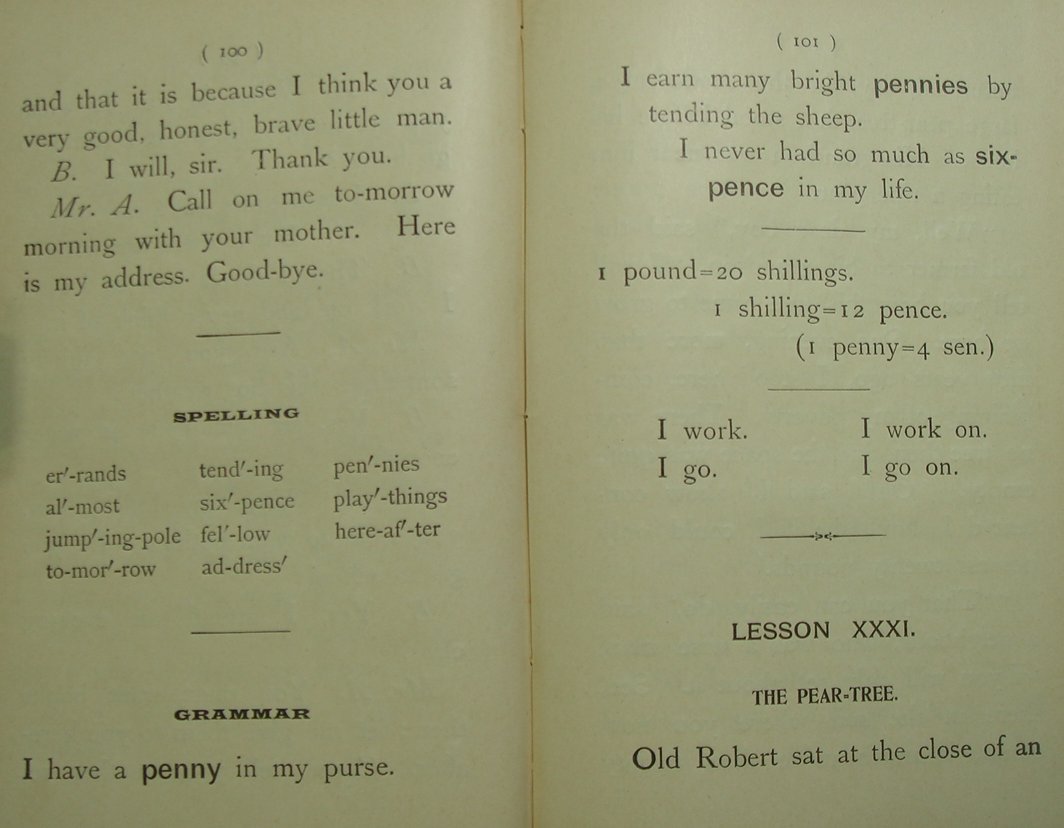 ( 100 )
and that it is because I think you a
very good, honest, brave little man.
B. I will, sir. Thank you.
Mr. A. Call on me to-morrow
morning with your mother. Here
is my address. Good-bye.
SPELLING
er′-rands tend′-ing pen′-nies
al′-most six′-pence play′-things
jump′-ing-pole fel′-low here-af′-ter
to-mor′-row ad-dress′
GRAMMAR
I have a penny in my purse.
( 101 )
I earn many bright pennies by
tending the sheep.
I never had so much as six-
pence in my life.
1 pound=20 shillings.
1 shilling=12 pence.
(1 penny=4 sen.)
I work. I work on.
I go. I go on.
LESSON XXXI.
THE PEAR-TREE.
Old Robert sat at the close of an